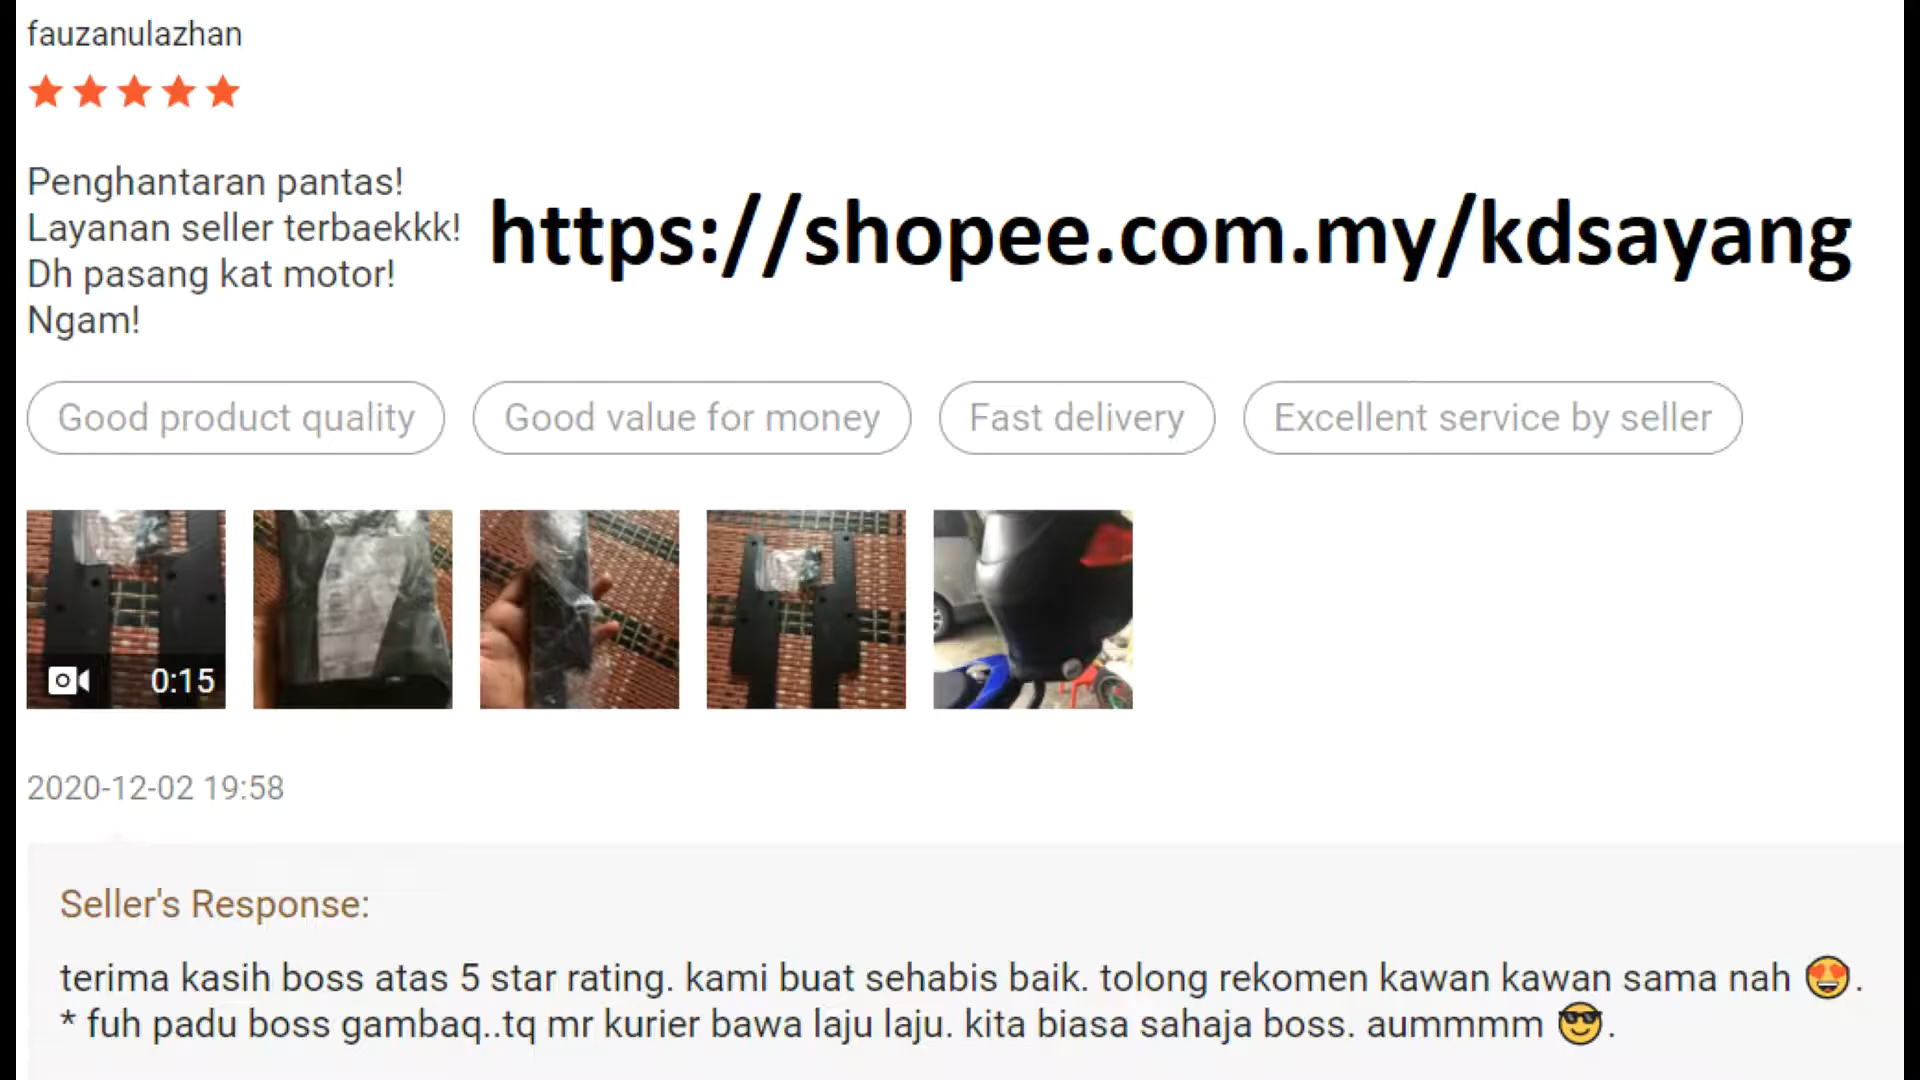 fauzanulazhan
Penghantaran pantas!
Layanan seller terbaekkk!
Dh pasang kat motor!
Ngam!
https://shopee.com.my/kdsayang
Good product quality
Good value for money
Fast delivery
Excellent service by seller
0:15
2020-12-02 19:58
Seller's Response:
terima kasih boss atas 5 star rating. kami buat sehabis baik. tolong rekomen kawan kawan sama nah 😍.
* fuh padu boss gambaq..tq mr kurier bawa laju laju. kita biasa sahaja boss. aummmm 😎.